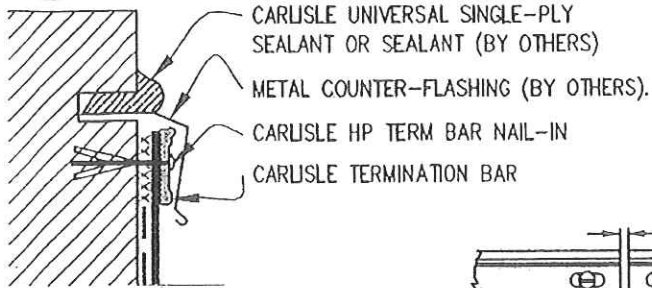 CARLISLE UNIVERSAL SINGLE-PLY
SEALANT OR SEALANT (BY OTHERS)
METAL COUNTER-FLASHING (BY OTHERS).
CARLISLE HP TERM BAR NAIL-IN
CARLISLE TERMINATION BAR